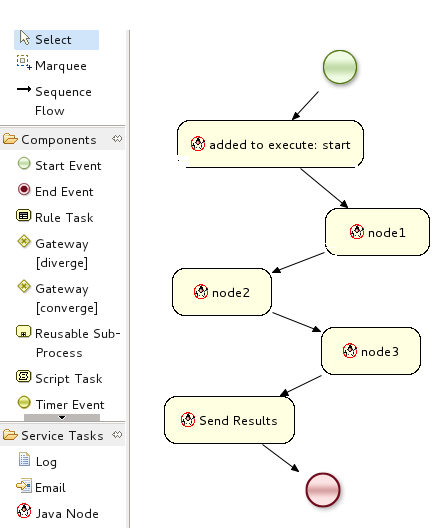 Select
Marquee
Sequence
Flow
Components
Start Event
End Event
Rule Task
Gateway
[diverge]
Gateway
[converge]
Reusable Sub-
Process
Script Task
Timer Event
Service Tasks
Log
Email
Java Node
added to execute: start
node1
node2
node3
Send Results